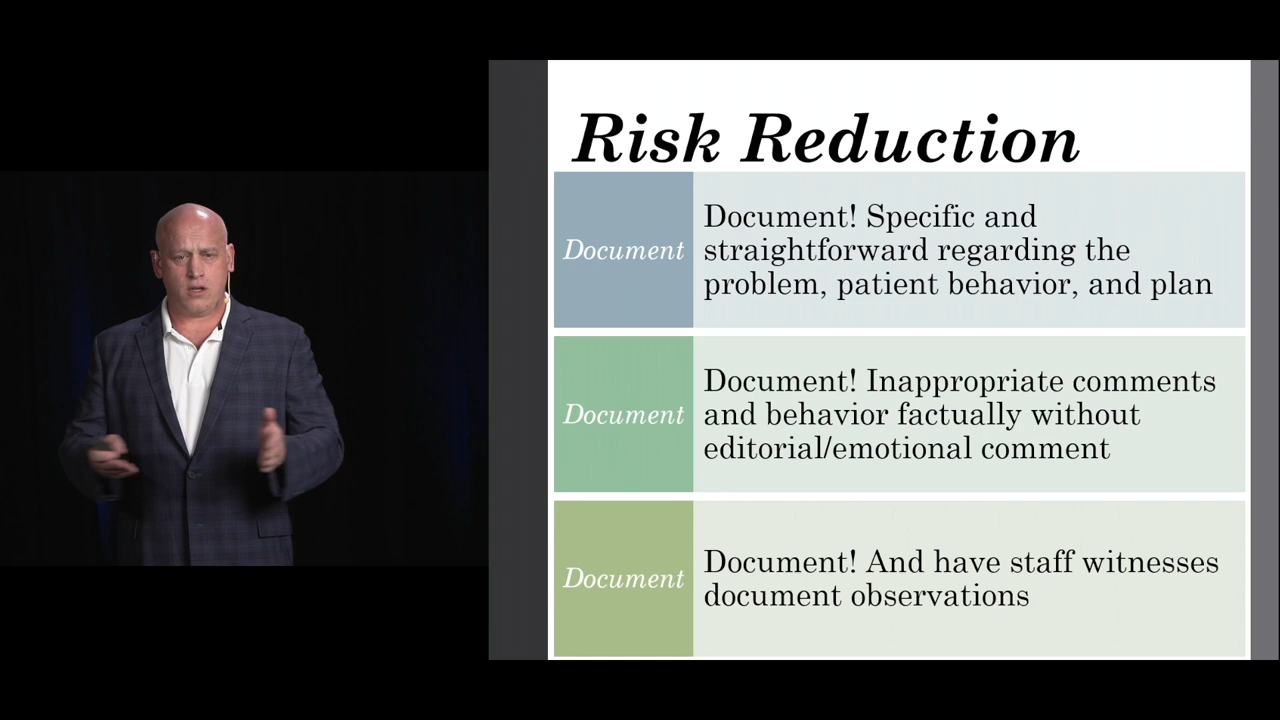 Risk Reduction
Document
Document! Specific and
straightforward regarding the
problem, patient behavior, and plan
Document
Document! Inappropriate comments
and behavior factually without
editorial/emotional comment
Document
Document! And have staff witnesses
document observations